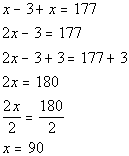 x − 3 + x = 177
2x − 3 = 177
2x − 3 + 3 = 177 + 3
2x = 180
2x/2 = 180/2
x = 90